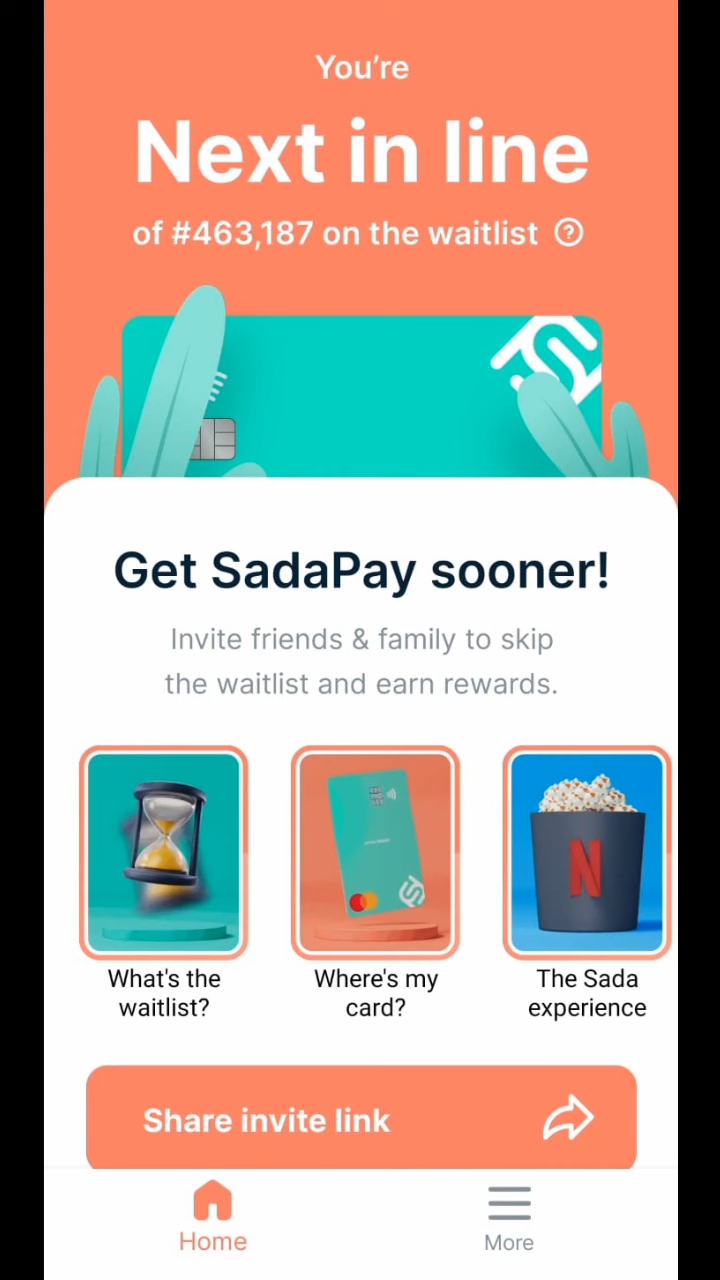 You're
Next in line
of #463,187 on the waitlist ?
Get SadaPay sooner!
Invite friends & family to skip
the waitlist and earn rewards.
N
What's the
waitlist?
Where's my
card?
The Sada
experience
Share invite link
Home
More